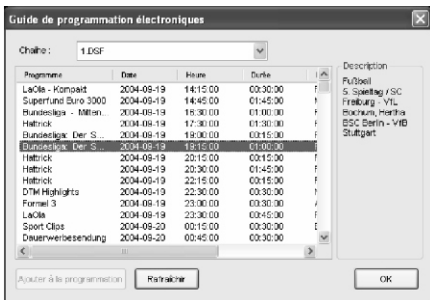 Guide de programmation électroniques
Chaîne : 1.DSF
Programme Date Heure Durée
LaOla - Kompakt 2004-09-19 14:15:00 00:30:00
Superfund Euro 3000 2004-09-19 14:45:00 01:45:00
Bundesliga - Mitten... 2004-09-19 16:30:00 01:00:00
Hattrick 2004-09-19 17:30:00 01:30:00
Bundesliga: Der S... 2004-09-19 19:00:00 00:15:00
Bundesliga: Der S... 2004-09-19 19:15:00 01:00:00
Hattrick 2004-09-19 20:15:00 00:15:00
Hattrick 2004-09-19 20:30:00 01:45:00
Hattrick 2004-09-19 22:15:00 00:15:00
DTM Highlights 2004-09-19 22:30:00 00:30:00
Formel 3 2004-09-19 23:00:00 00:30:00
LaOla 2004-09-19 23:30:00 00:45:00
Sport Clips 2004-09-20 00:15:00 00:30:00
Dauerwerbesendung 2004-09-20 00:45:00 00:30:00
Description
Fußball
5. Spieltag / SC
Freiburg - VfL
Bochum, Hertha
BSC Berlin - VfB
Stuttgart
Ajouter à la programmation
Rafraîchir
OK